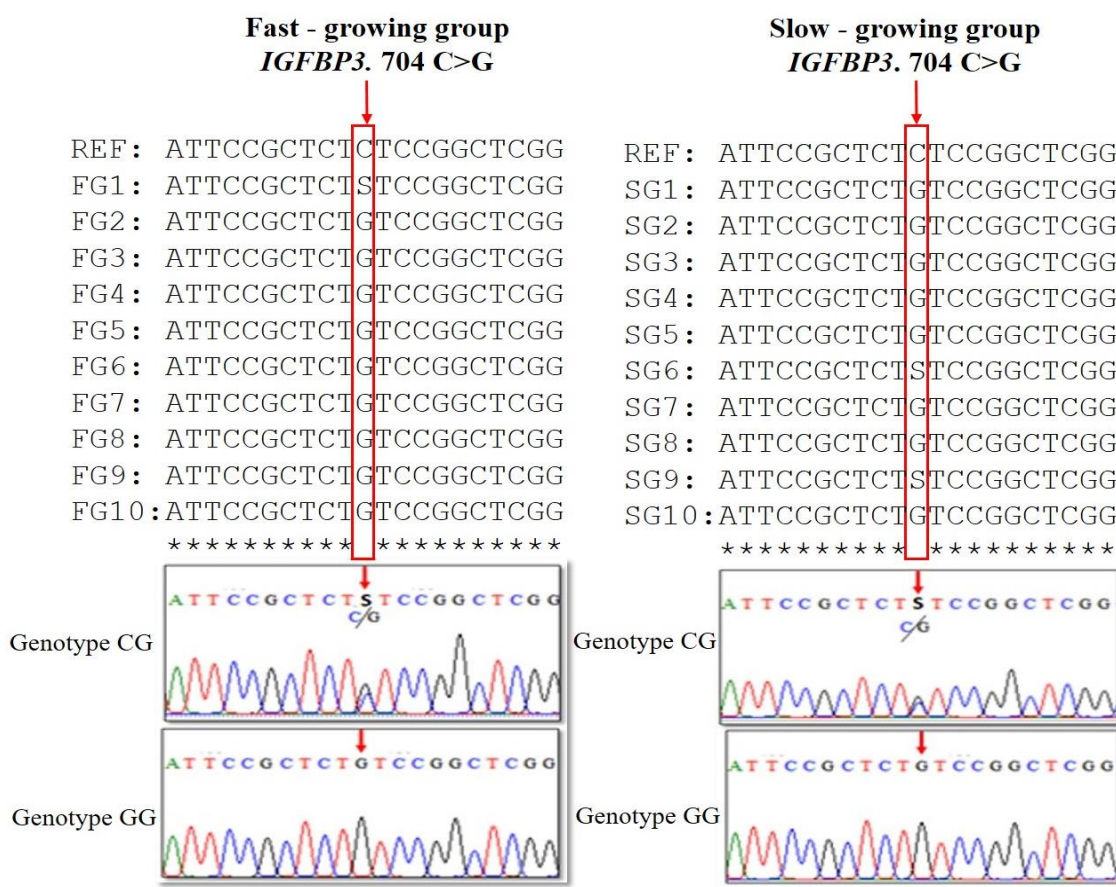 Fast - growing group
IGFBP3. 704 C>G
REF: ATTCCGCTCTCTCCGGCTCGG
FG1: ATTCCGCTCTSTCCGGCTCGG
FG2: ATTCCGCTCTGTCCGGCTCGG
FG3: ATTCCGCTCTGTCCGGCTCGG
FG4: ATTCCGCTCTGTCCGGCTCGG
FG5: ATTCCGCTCTGTCCGGCTCGG
FG6: ATTCCGCTCTGTCCGGCTCGG
FG7: ATTCCGCTCTGTCCGGCTCGG
FG8: ATTCCGCTCTGTCCGGCTCGG
FG9: ATTCCGCTCTGTCCGGCTCGG
FG10:ATTCCGCTCTGTCCGGCTCGG
********** **********
ATTCCGCTCTSTCCGGCTCGG
C/G
Genotype CG
ATTCCGCTCTGTCCGGCTCGG
Genotype GG
Slow - growing group
IGFBP3. 704 C>G
REF: ATTCCGCTCTCTCCGGCTCGG
SG1: ATTCCGCTCTGTCCGGCTCGG
SG2: ATTCCGCTCTGTCCGGCTCGG
SG3: ATTCCGCTCTGTCCGGCTCGG
SG4: ATTCCGCTCTGTCCGGCTCGG
SG5: ATTCCGCTCTGTCCGGCTCGG
SG6: ATTCCGCTCTSTCCGGCTCGG
SG7: ATTCCGCTCTGTCCGGCTCGG
SG8: ATTCCGCTCTGTCCGGCTCGG
SG9: ATTCCGCTCTSTCCGGCTCGG
SG10:ATTCCGCTCTGTCCGGCTCGG
********** **********
ATTCCGCTCTSTCCGGCTCGG
C/G
Genotype CG
ATTCCGCTCTGTCCGGCTCGG
Genotype GG